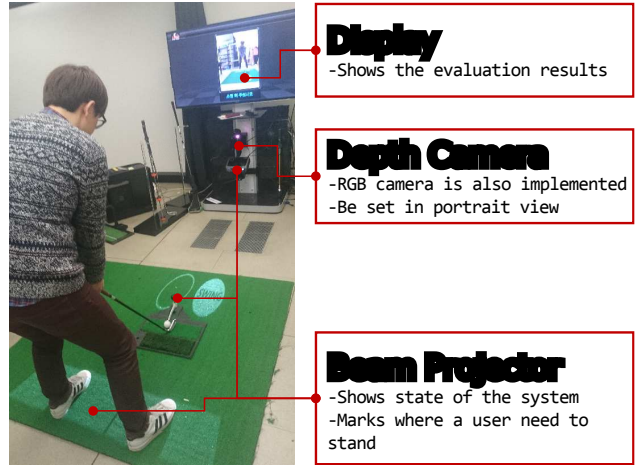 Display
-Shows the evaluation results
Depth Camera
-RGB camera is also implemented
-Be set in portrait view
SWING
Beam Projector
-Shows state of the system
-Marks where a user need to
stand